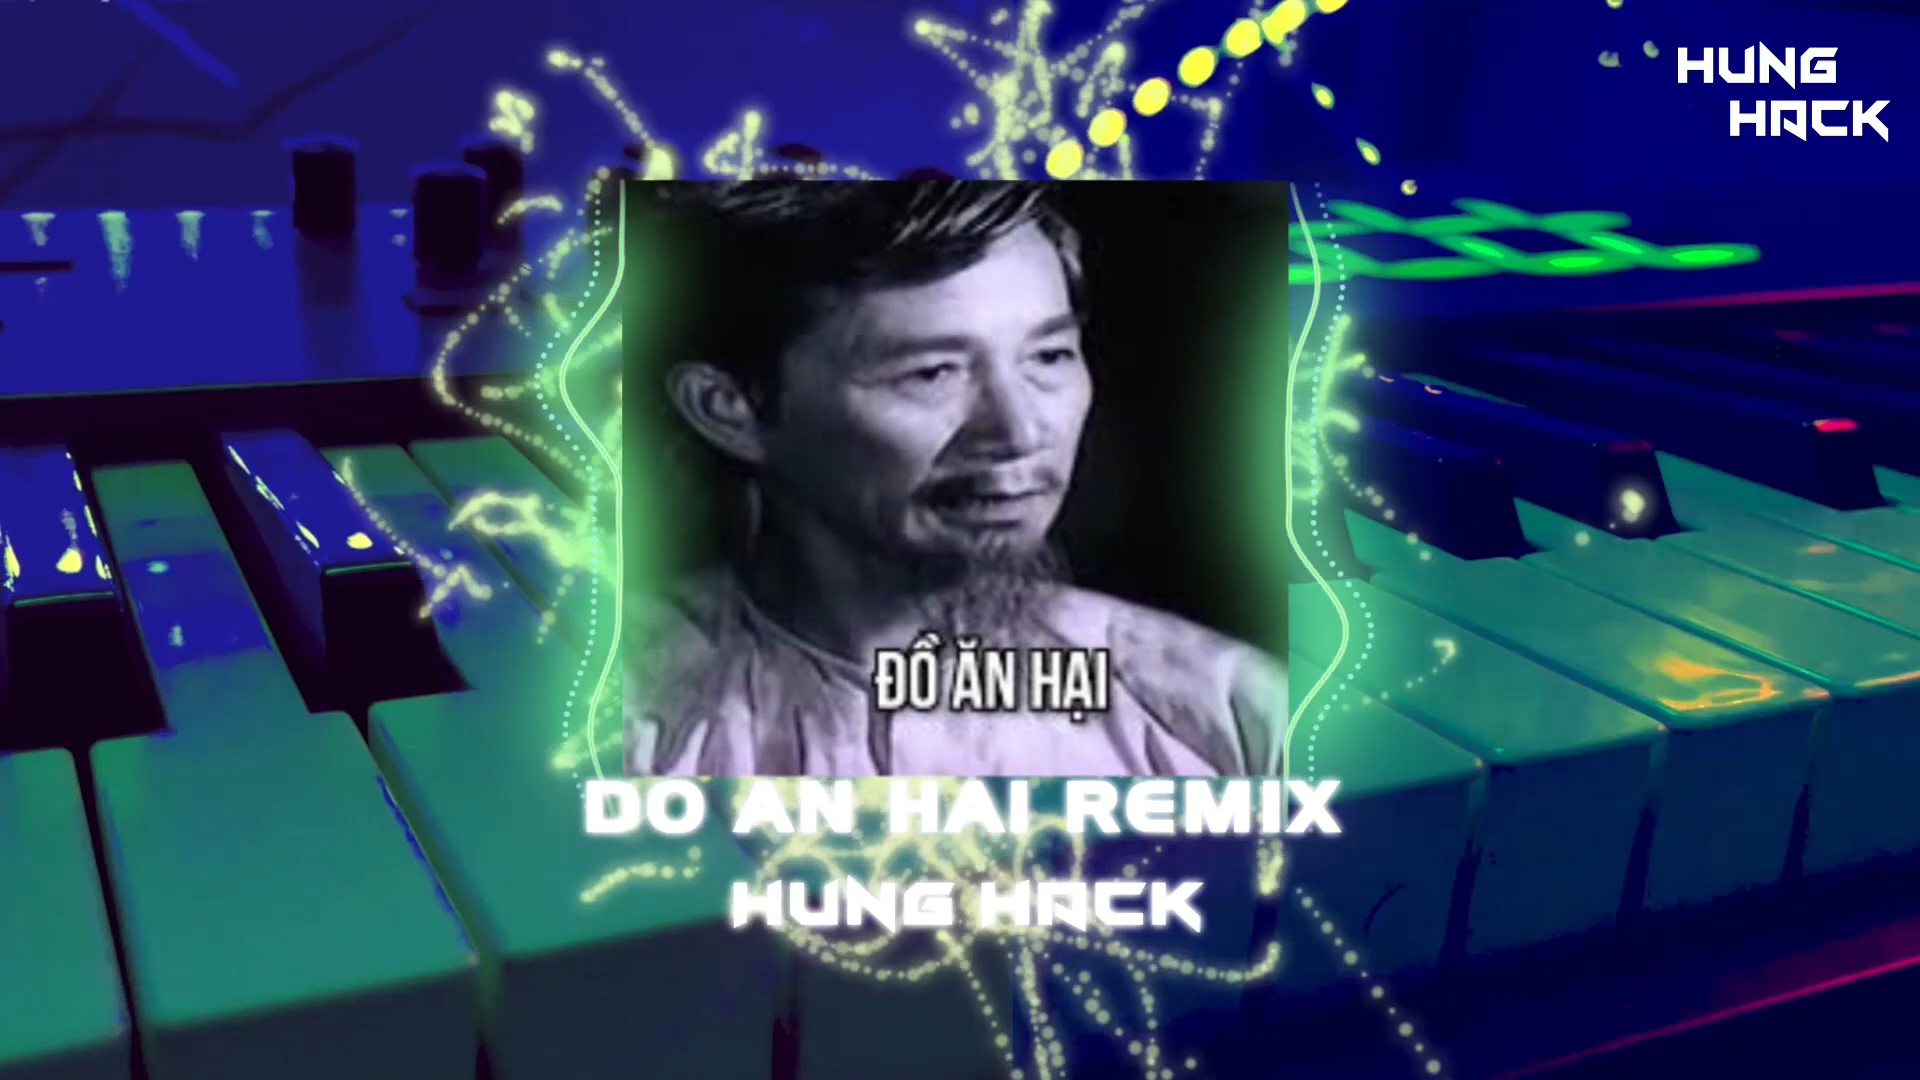 HUNG
HACK
ĐỒ ĂN HẠI
DO AN HAI REMIX
HUNG HACK